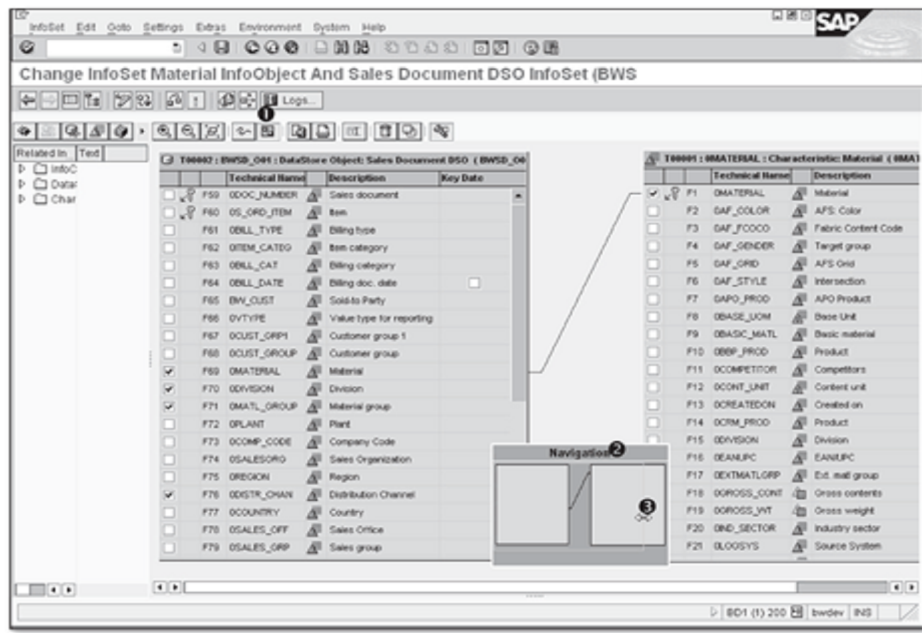 InfoSet Edit Goto Settings Extras Environment System Help
SAP
Change InfoSet Material InfoObject And Sales Document DSO InfoSet (BWS
Logs...
❶
Related In Text
InfoC
Datar
Char
T00002 : BWSD_O01 : DataStore Object: Sales Document DSO ( BWSD_O0
Technical Name Description Key Date
F59 0DOC_NUMBER Sales document
F60 0S_ORD_ITEM Item
F61 0BILL_TYPE Billing type
F62 0ITEM_CATEG Item category
F63 0BILL_CAT Billing category
F64 0BILL_DATE Billing doc. date
F65 BW_CUST Sold-to Party
F66 0VTYPE Value type for reporting
F67 0CUST_GRP1 Customer group 1
F68 0CUST_GROUP Customer group
F69 0MATERIAL Material
F70 0DIVISION Division
F71 0MATL_GROUP Material group
F72 0PLANT Plant
F73 0COMP_CODE Company Code
F74 0SALESORG Sales Organization
F75 0REGION Region
F76 0DISTR_CHAN Distribution Channel
F77 0COUNTRY Country
F78 0SALES_OFF Sales Office
F79 0SALES_GRP Sales group
T00001 : 0MATERIAL : Characteristic: Material ( 0MAT
Technical Name Description
F1 0MATERIAL Material
F2 0AF_COLOR AFS: Color
F3 0AF_FCOCO Fabric Content Code
F4 0AF_GENDER Target group
F5 0AF_GRID AFS Grid
F6 0AF_STYLE Intersection
F7 0APO_PROD APO Product
F8 0BASE_UOM Base Unit
F9 0BASIC_MATL Basic material
F10 0BBP_PROD Product
F11 0COMPETITOR Competitors
F12 0CONT_UNIT Content unit
F13 0CREATEDON Created on
F14 0CRM_PROD Product
F15 0DIVISION Division
F16 0EANUPC EAN/UPC
F17 0EXTMATLGRP Ext. matl group
F18 0GROSS_CONT Gross contents
F19 0GROSS_WT Gross weight
F20 0IND_SECTOR Industry sector
F21 0LOGSYS Source System
Navigation ❷
❸
BD1 (1) 200 bwdev INS